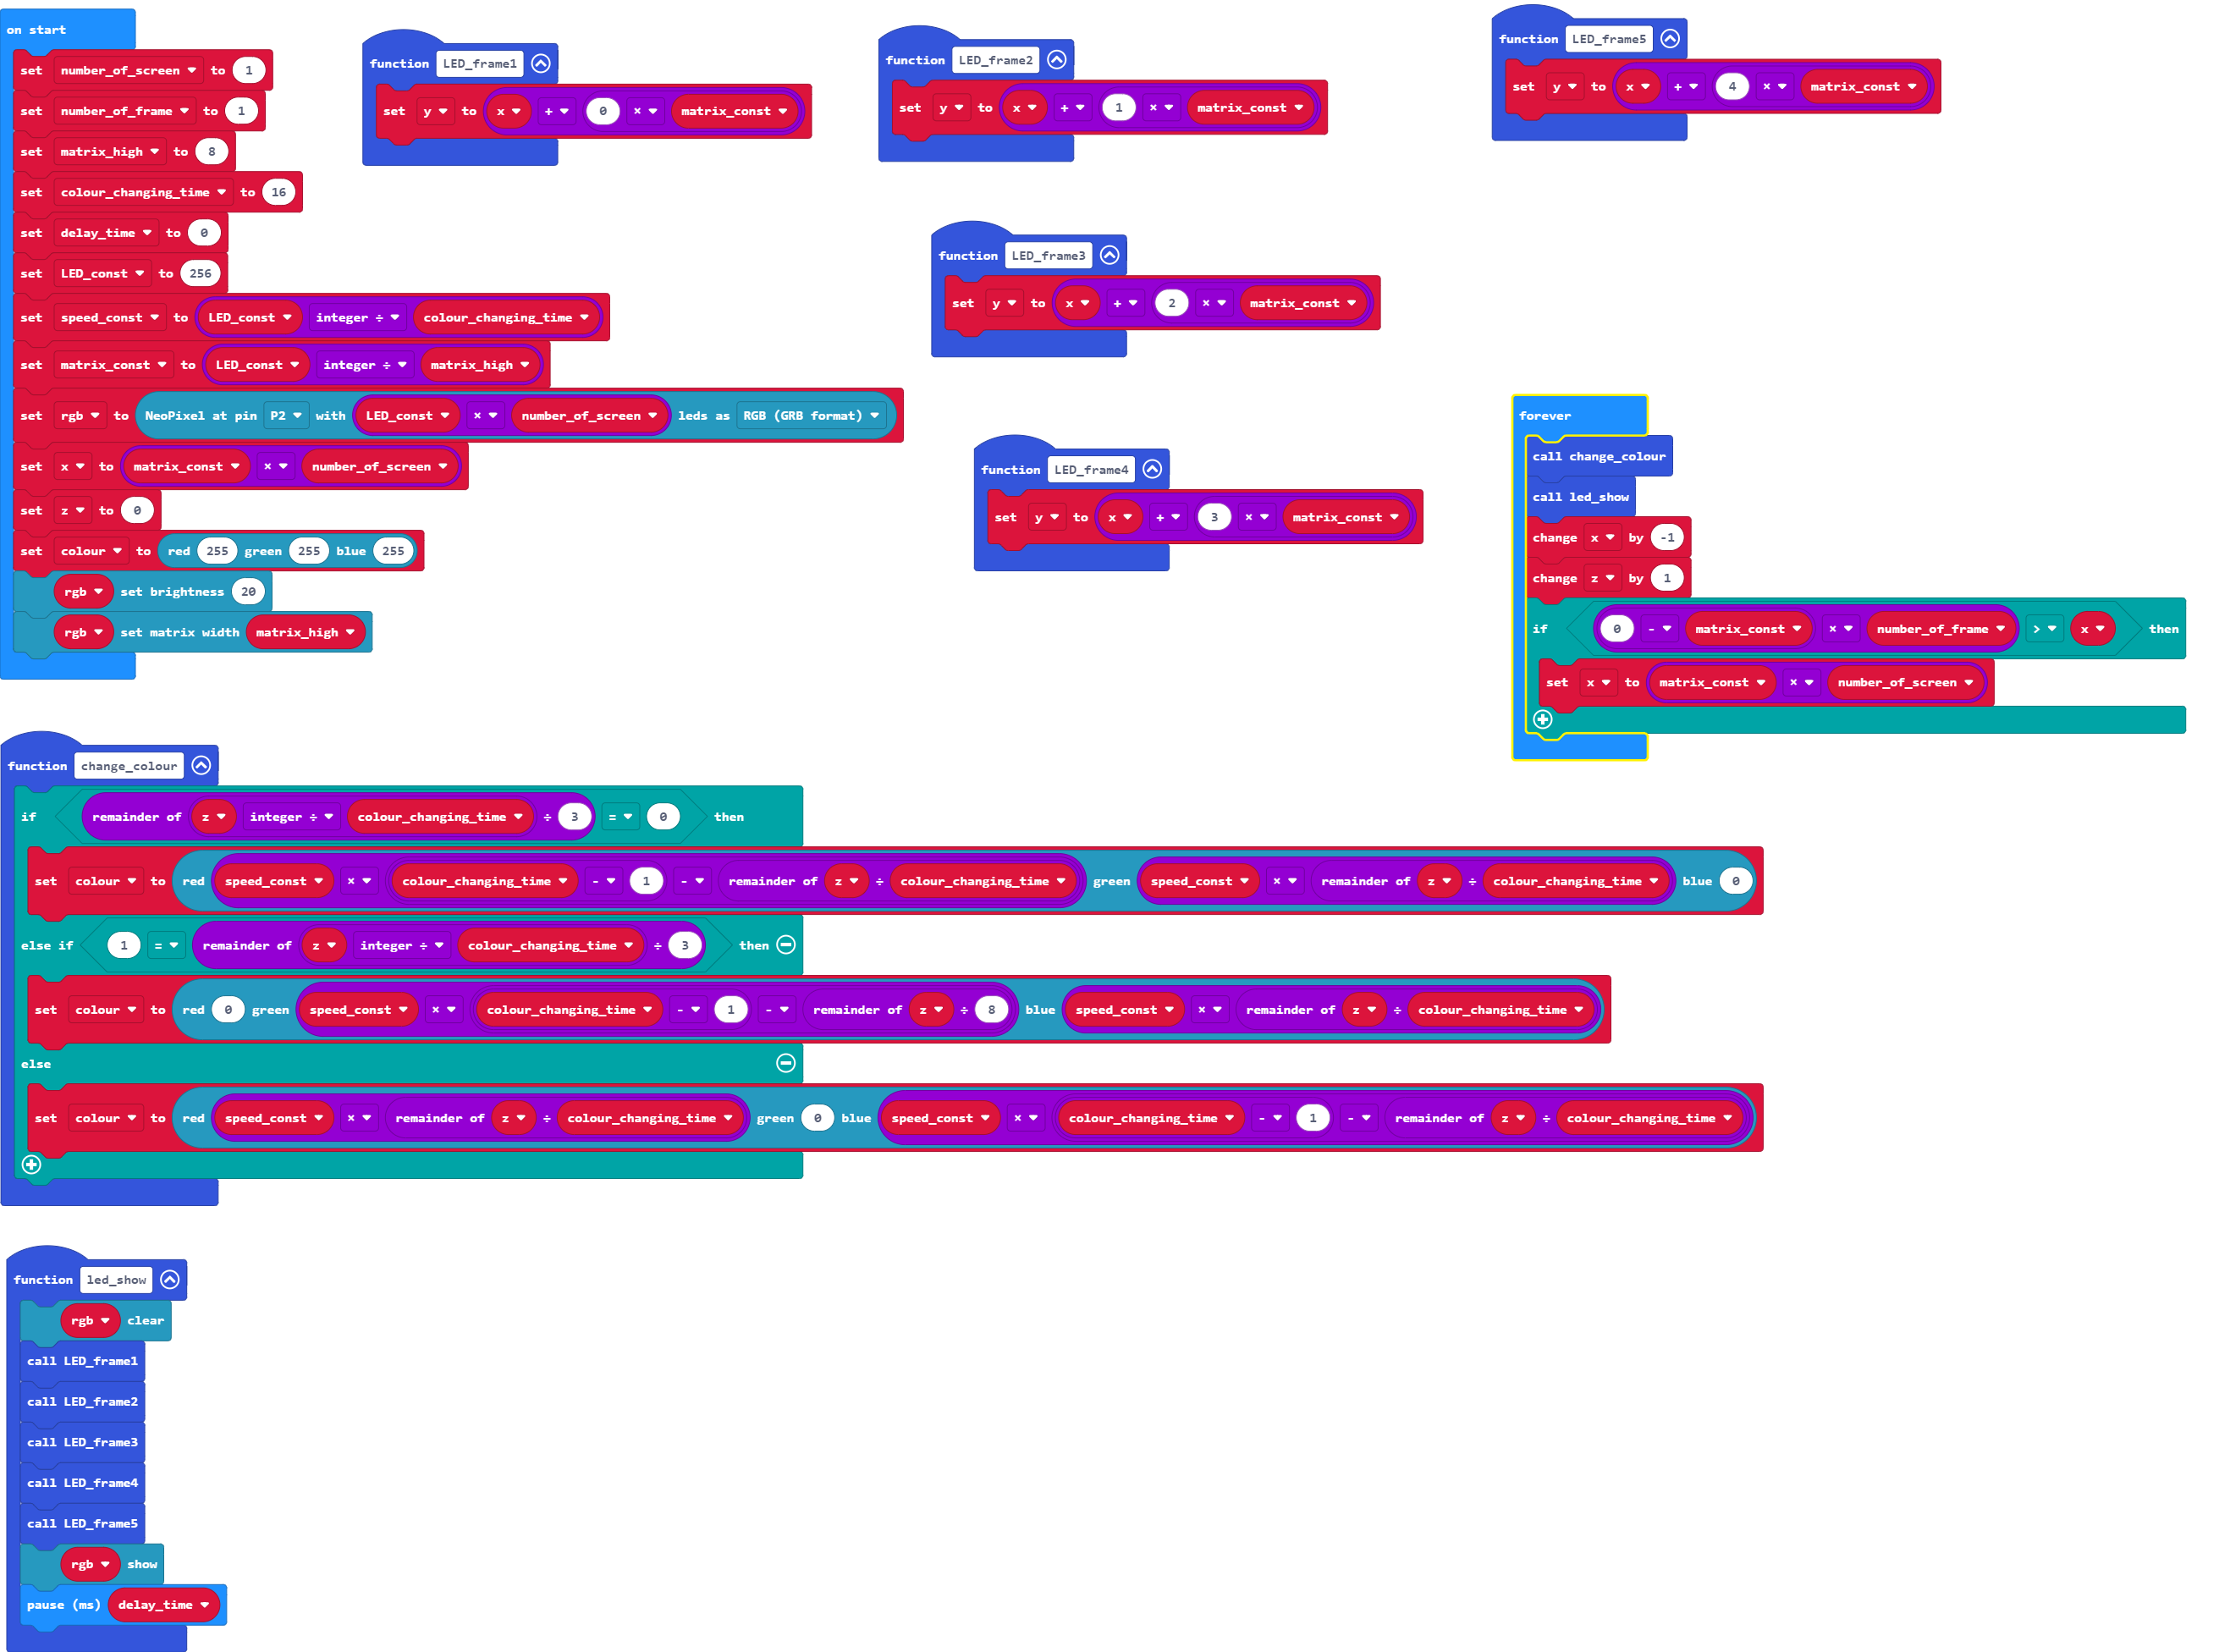 on start
set number_of_screen to 1
set number_of_frame to 1
set matrix_high to 8
set colour_changing_time to 16
set delay_time to 0
set LED_const to 256
set speed_const to LED_const integer ÷ colour_changing_time
set matrix_const to LED_const integer ÷ matrix_high
set rgb to NeoPixel at pin P2 with LED_const × number_of_screen leds as RGB (GRB format)
set x to matrix_const × number_of_screen
set z to 0
set colour to red 255 green 255 blue 255
rgb set brightness 20
rgb set matrix width matrix_high
function LED_frame1
set y to x + 0 × matrix_const
function LED_frame2
set y to x + 1 × matrix_const
function LED_frame5
set y to x + 4 × matrix_const
function LED_frame3
set y to x + 2 × matrix_const
function LED_frame4
set y to x + 3 × matrix_const
forever
call change_colour
call led_show
change x by -1
change z by 1
if 0 - matrix_const × number_of_frame > x then
set x to matrix_const × number_of_screen
function change_colour
if remainder of z integer ÷ colour_changing_time ÷ 3 = 0 then
set colour to red speed_const × colour_changing_time - 1 - remainder of z ÷ colour_changing_time green speed_const × remainder of z ÷ colour_changing_time blue 0
else if 1 = remainder of z integer ÷ colour_changing_time ÷ 3 then
set colour to red 0 green speed_const × colour_changing_time - 1 - remainder of z ÷ 8 blue speed_const × remainder of z ÷ colour_changing_time
else
set colour to red speed_const × remainder of z ÷ colour_changing_time green 0 blue speed_const × colour_changing_time - 1 - remainder of z ÷ colour_changing_time
function led_show
rgb clear
call LED_frame1
call LED_frame2
call LED_frame3
call LED_frame4
call LED_frame5
rgb show
pause (ms) delay_time